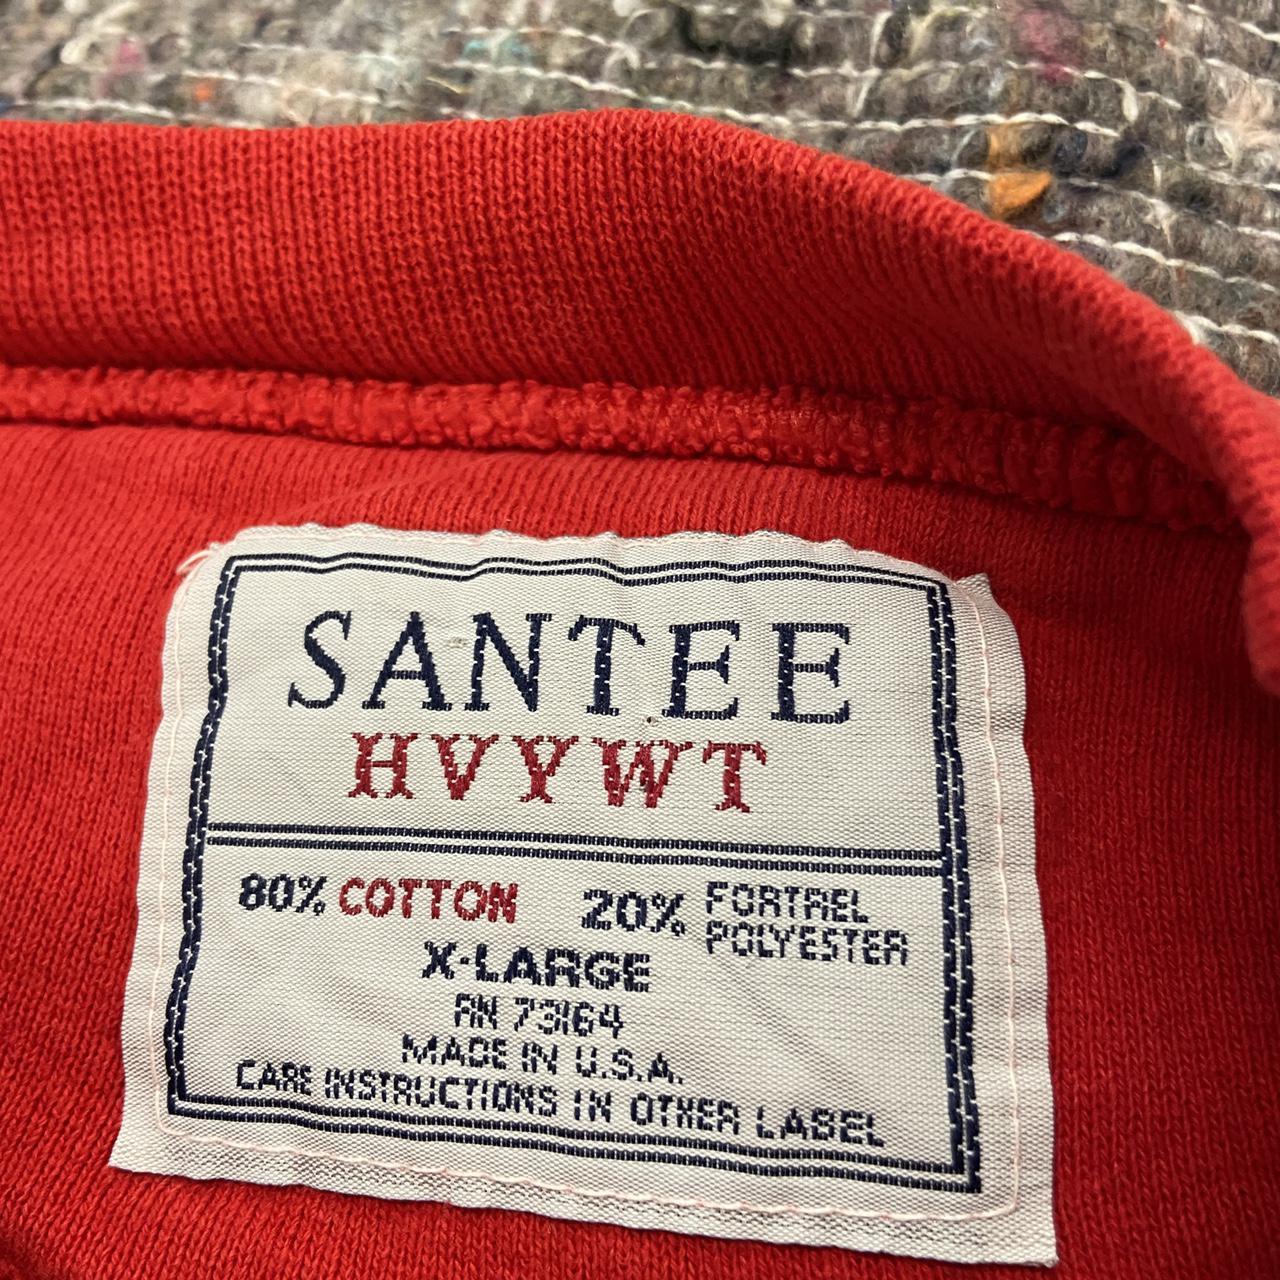 SANTEE
HVYWT
80% COTTON 20% FORTREL POLYESTER
X-LARGE
RN 73164
MADE IN U.S.A.
CARE INSTRUCTIONS IN OTHER LABEL